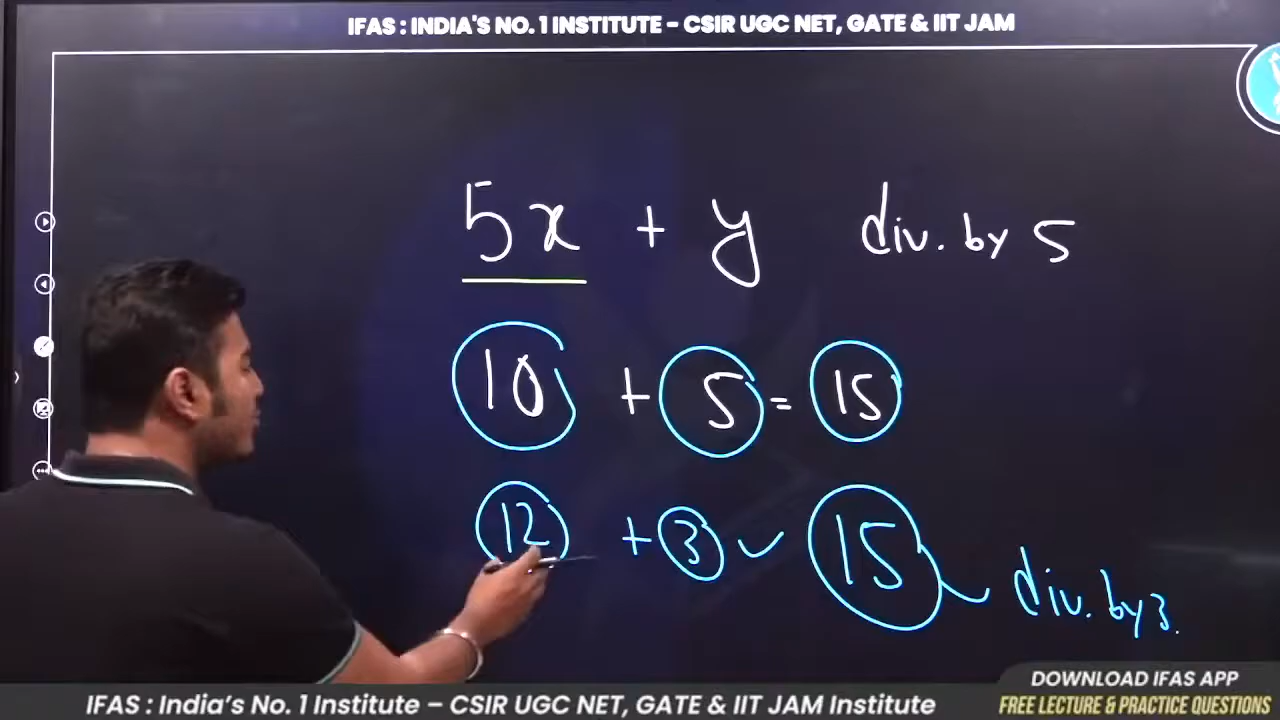 IFAS : INDIA'S NO. 1 INSTITUTE – CSIR UGC NET, GATE & IIT JAM
5x + y div. by 5
10 + 5 = 15
12 + 3 15 div. by 3.
DOWNLOAD IFAS APP
FREE LECTURE & PRACTICE QUESTIONS
IFAS : India's No. 1 Institute – CSIR UGC NET, GATE & IIT JAM Institute